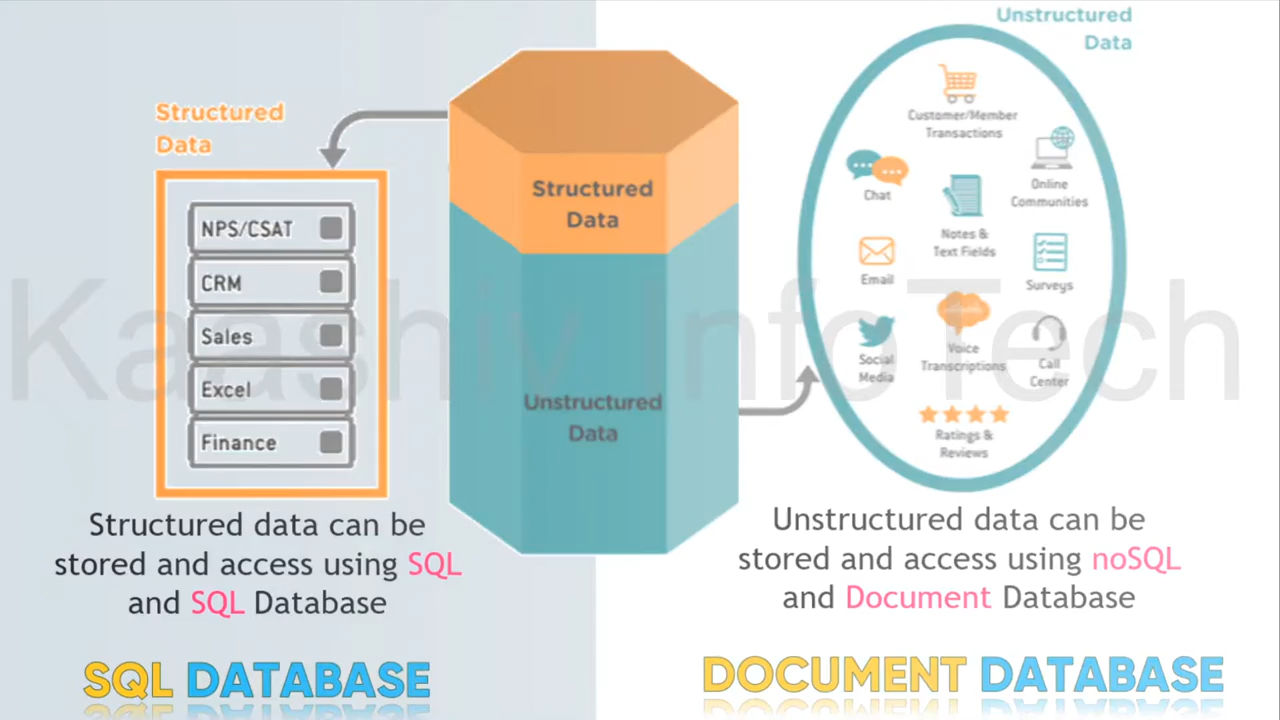 Structured
Data
NPS/CSAT
CRM
Sales
Excel
Finance
Structured data can be
stored and access using SQL
and SQL Database
SQL DATABASE
Structured
Data
Unstructured
Data
Unstructured
Data
Customer/Member
Transactions
Chat
Online
Communities
Notes &
Text Fields
Email
Surveys
Social
Media
Voice
Transcriptions
Call
Center
Ratings &
Reviews
Unstructured data can be
stored and access using noSQL
and Document Database
DOCUMENT DATABASE
Kaashiv InfoTech